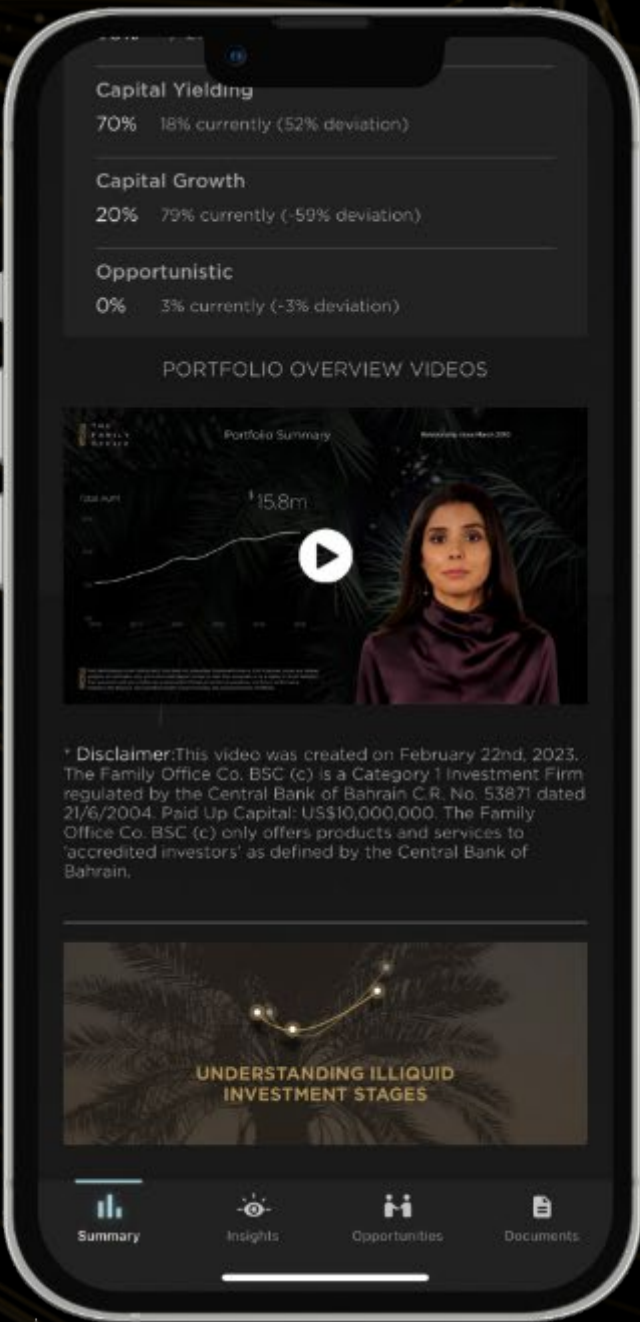 Capital Yielding
70% 18% currently (52% deviation)
Capital Growth
20% 79% currently (-59% deviation)
Opportunistic
0% 3% currently (-3% deviation)
PORTFOLIO OVERVIEW VIDEOS
THE
FAMILY
OFFICE
Portfolio Summary
Total AUM
$15.8m
* Disclaimer:This video was created on February 22nd, 2023.
The Family Office Co. BSC (c) is a Category 1 Investment Firm
regulated by the Central Bank of Bahrain C.R. No. 53871 dated
21/6/2004. Paid Up Capital: US$10,000,000. The Family
Office Co. BSC (c) only offers products and services to
'accredited investors' as defined by the Central Bank of
Bahrain.
UNDERSTANDING ILLIQUID
INVESTMENT STAGES
Summary
Insights
Opportunities
Documents